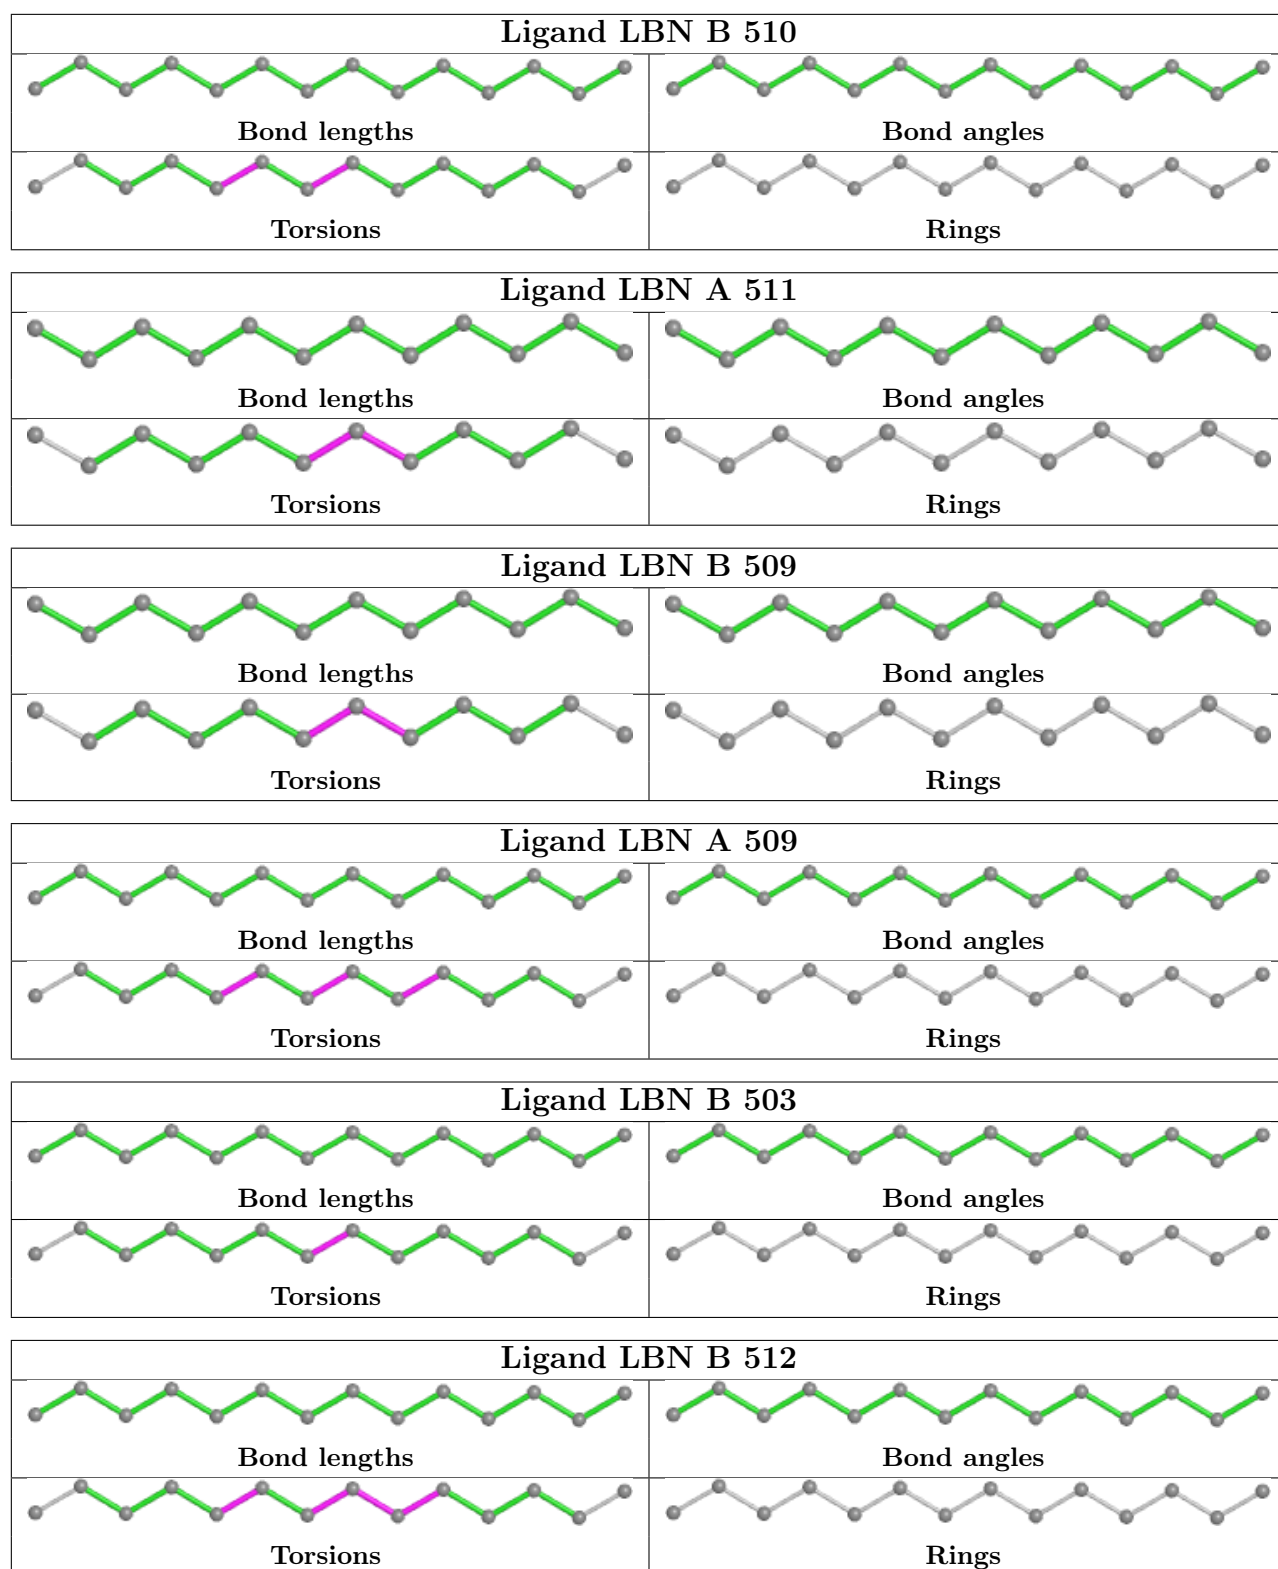 Ligand LBN B 510
Bond lengths Bond angles
Torsions Rings
Ligand LBN A 511
Bond lengths Bond angles
Torsions Rings
Ligand LBN B 509
Bond lengths Bond angles
Torsions Rings
Ligand LBN A 509
Bond lengths Bond angles
Torsions Rings
Ligand LBN B 503
Bond lengths Bond angles
Torsions Rings
Ligand LBN B 512
Bond lengths Bond angles
Torsions Rings